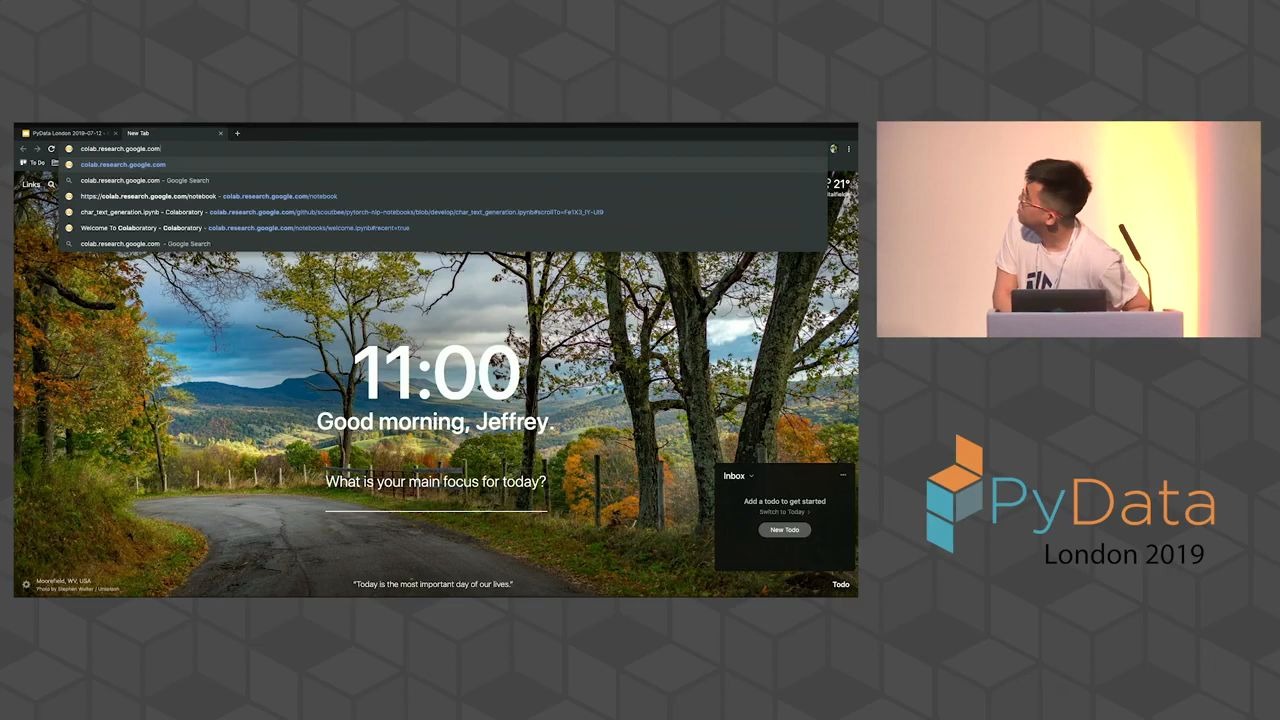 PyData London 2019-07-12 -
New Tab
colab.research.google.com
To Do
colab.research.google.com
Links
colab.research.google.com - Google Search
21°
https://colab.research.google.com/notebook - colab.research.google.com/notebook
char_text_generation.ipynb - Colaboratory - colab.research.google.com/github/scoutbee/pytorch-nlp-notebooks/blob/develop/char_text_generation.ipynb#scrollTo=Fe1X3_iY-UI9
Welcome To Colaboratory - Colaboratory - colab.research.google.com/notebooks/welcome.ipynb#recent=true
colab.research.google.com - Google Search
11:00
Good morning, Jeffrey.
What is your main focus for today?
Inbox
Add a todo to get started
Switch to Today
New Todo
Moorefield, WV, USA
Photo by Stephen Walker / Unsplash
"Today is the most important day of our lives."
Todo
PyData
London 2019